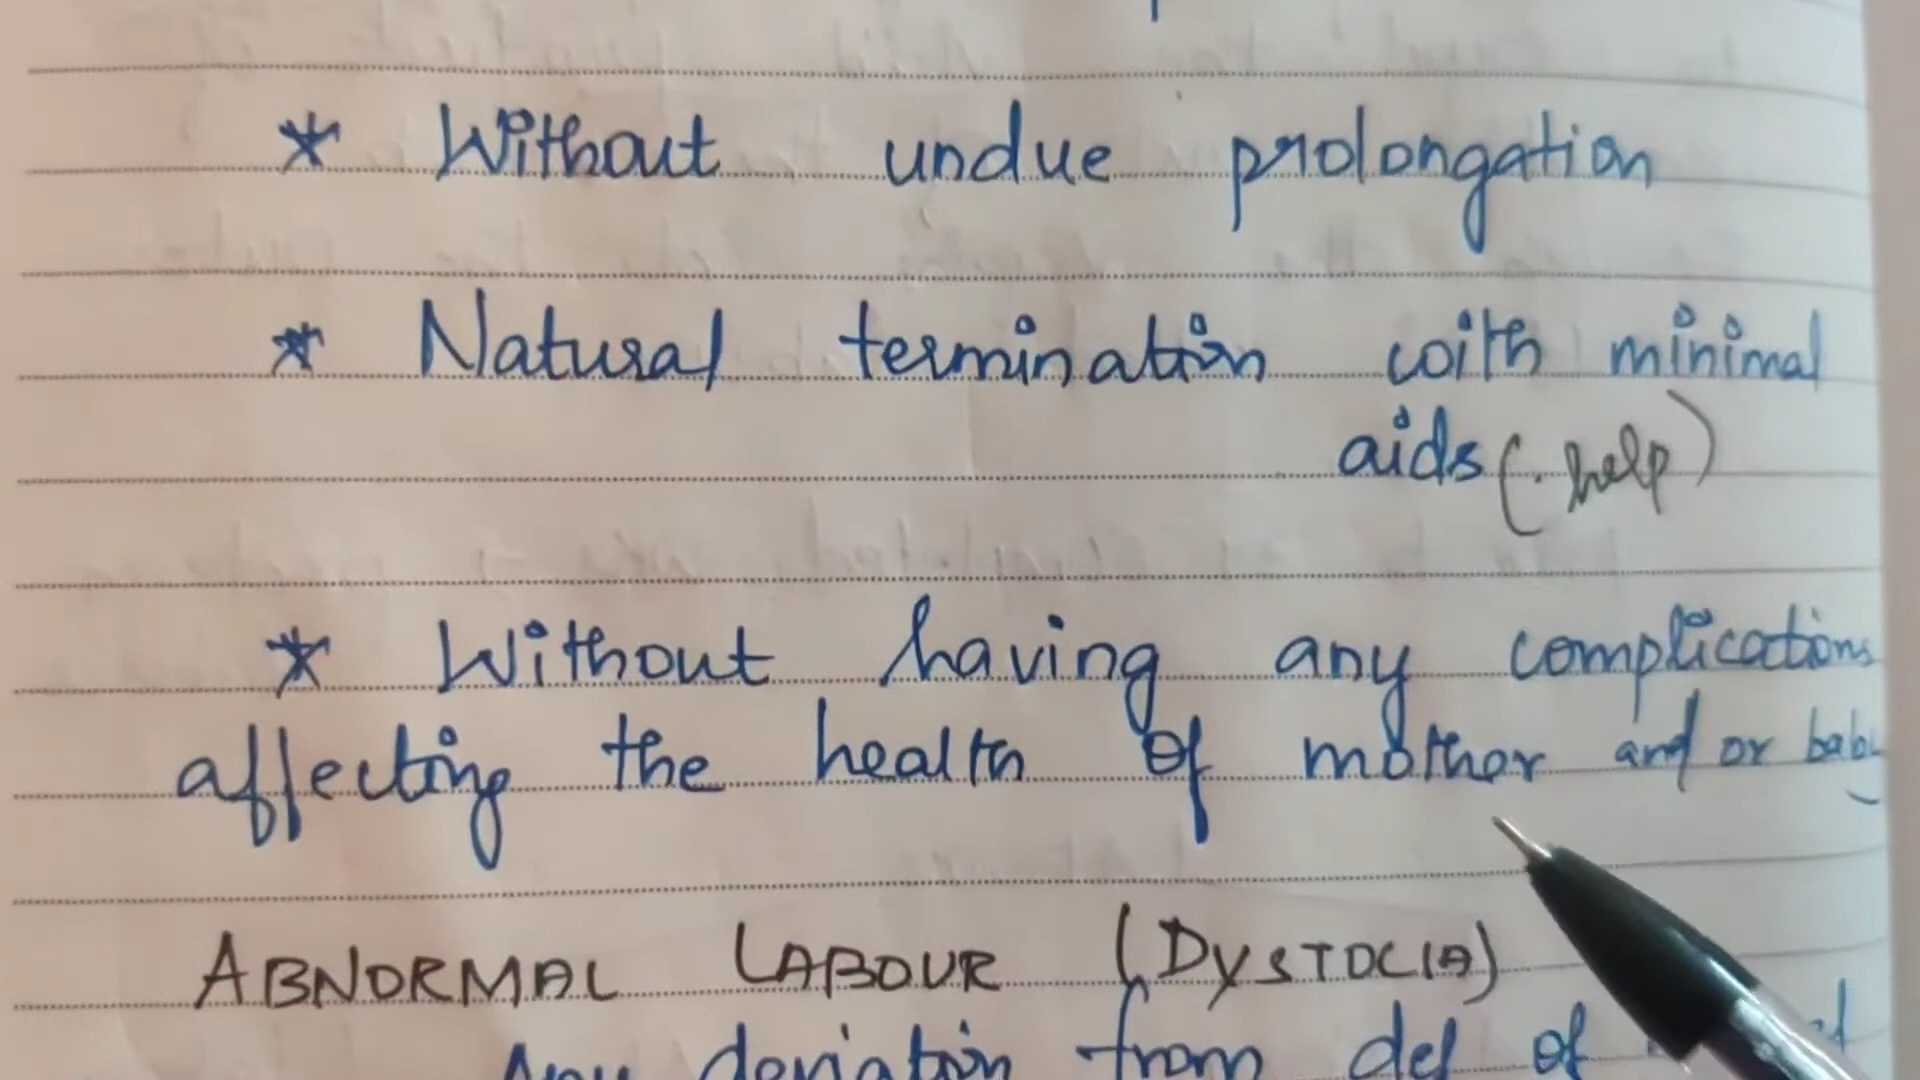 * Without undue prolongation
* Natural termination with minimal
aids (help)
* Without having any complications
affecting the health of mother and or baby
ABNORMAL LABOUR (DYSTOCIA)
Any deviation from def of